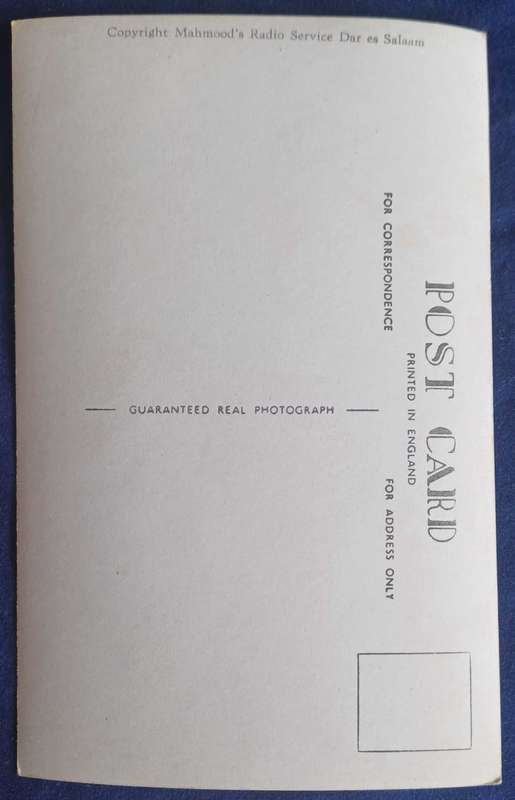 Copyright Mahmood's Radio Service Dar es Salaam
POST CARD
PRINTED IN ENGLAND
FOR CORRESPONDENCE
FOR ADDRESS ONLY
GUARANTEED REAL PHOTOGRAPH